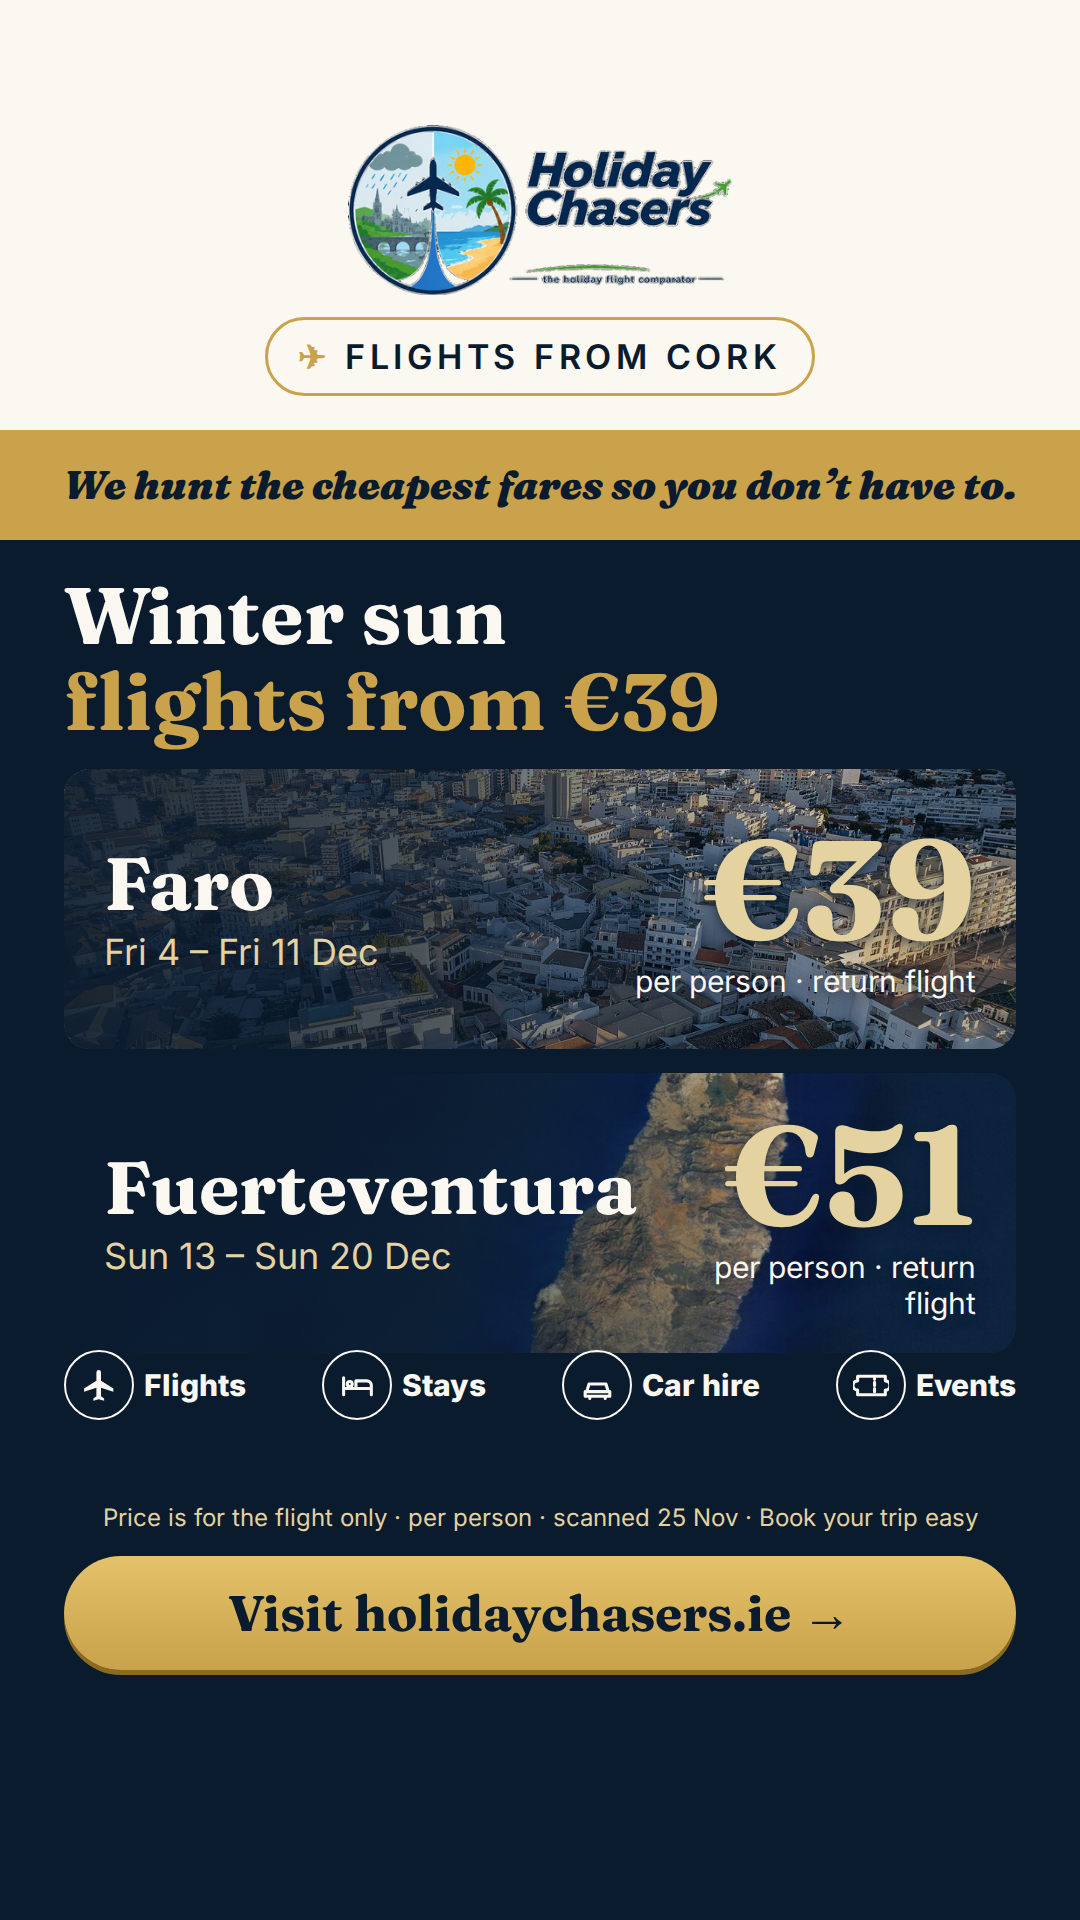 Holiday
Chasers
the holiday flight comparator
✈ FLIGHTS FROM CORK
We hunt the cheapest fares so you don’t have to.
Winter sun
flights from €39
Faro
Fri 4 – Fri 11 Dec
€39
per person · return flight
Fuerteventura
Sun 13 – Sun 20 Dec
€51
per person · return
flight
Flights
Stays
Car hire
Events
Price is for the flight only · per person · scanned 25 Nov · Book your trip easy
Visit holidaychasers.ie →